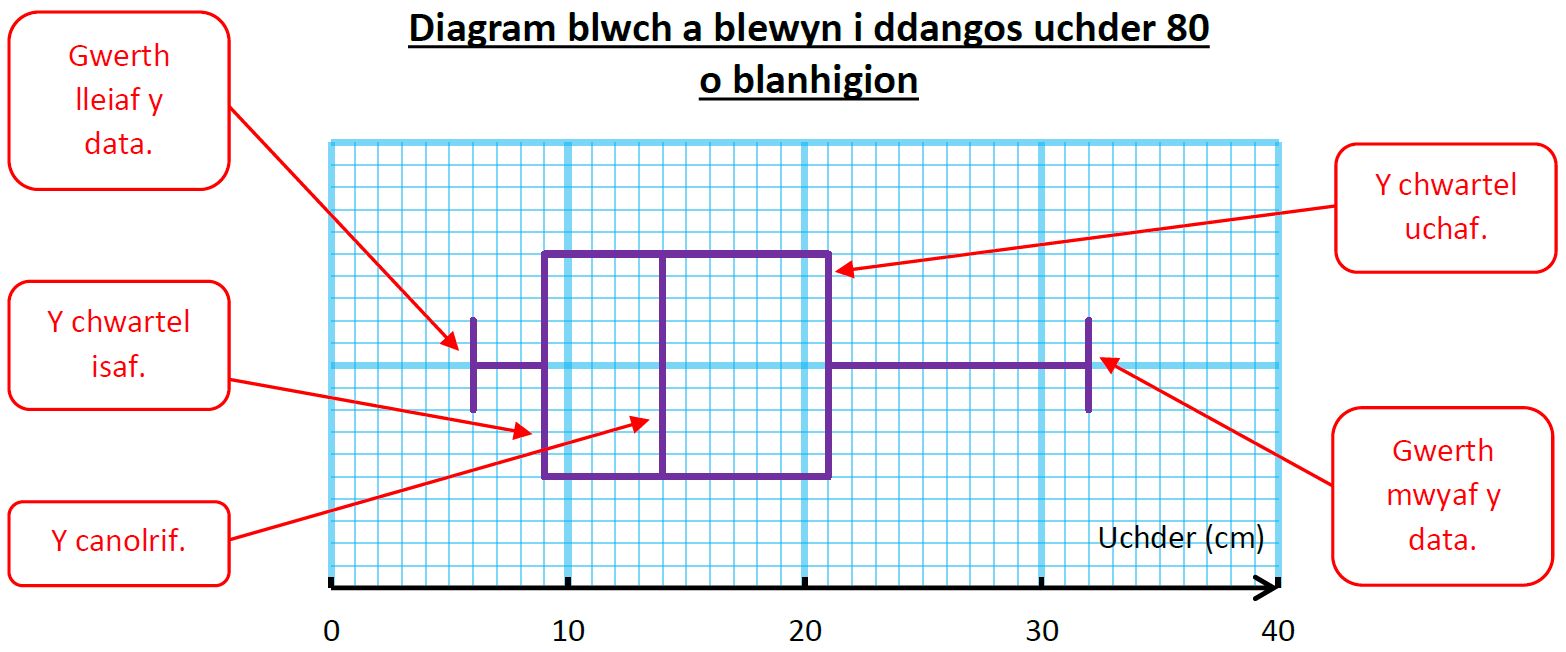 Diagram blwch a blewyn i ddangos uchder 80
o blanhigion
Gwerth
lleiaf y
data.
Y chwartel
uchaf.
Y chwartel
isaf.
Gwerth
mwyaf y
data.
Y canolrif.
Uchder (cm)
0 10 20 30 40